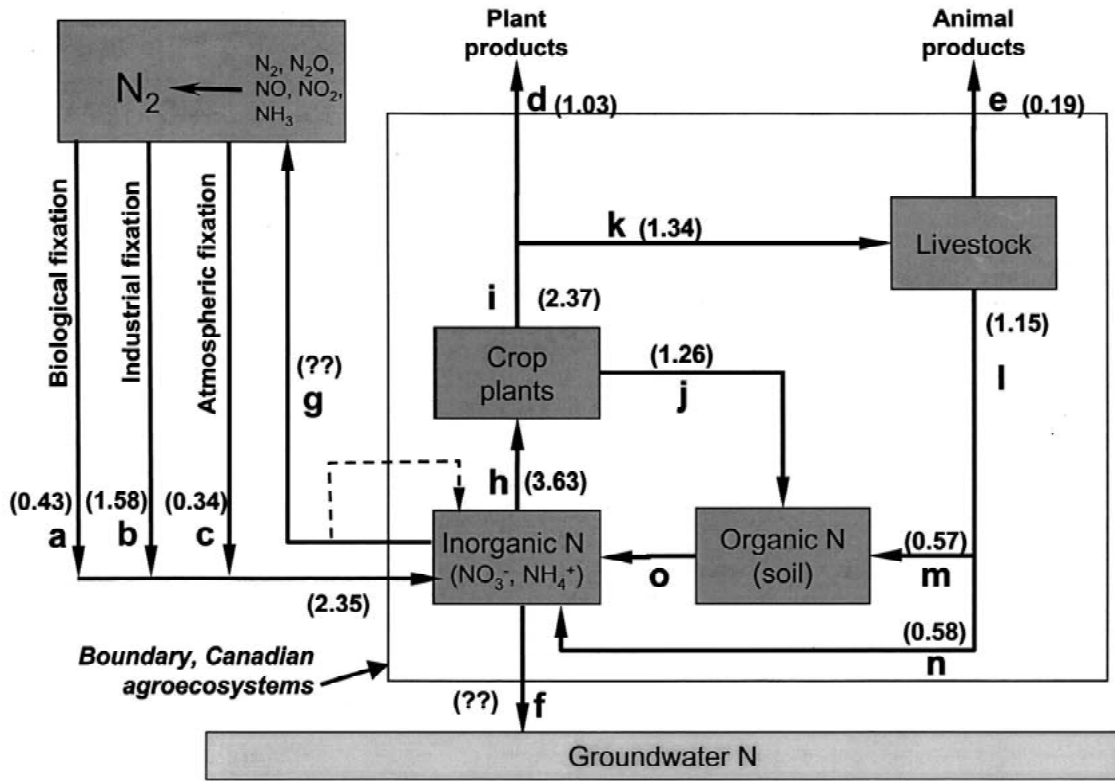 Plant
products
Animal
products
N₂
N₂, N₂O,
NO, NO₂,
NH₃
d (1.03)
e (0.19)
Biological fixation
Industrial fixation
Atmospheric fixation
k (1.34)
Livestock
i (2.37)
(1.15)
l
(??)
g
Crop
plants
(1.26)
j
h (3.63)
(0.43)
a
(1.58)
b
(0.34)
c
Inorganic N
(NO₃⁻, NH₄⁺)
o
Organic N
(soil)
(0.57)
m
(2.35)
(0.58)
n
Boundary, Canadian
agroecosystems
(??) f
Groundwater N